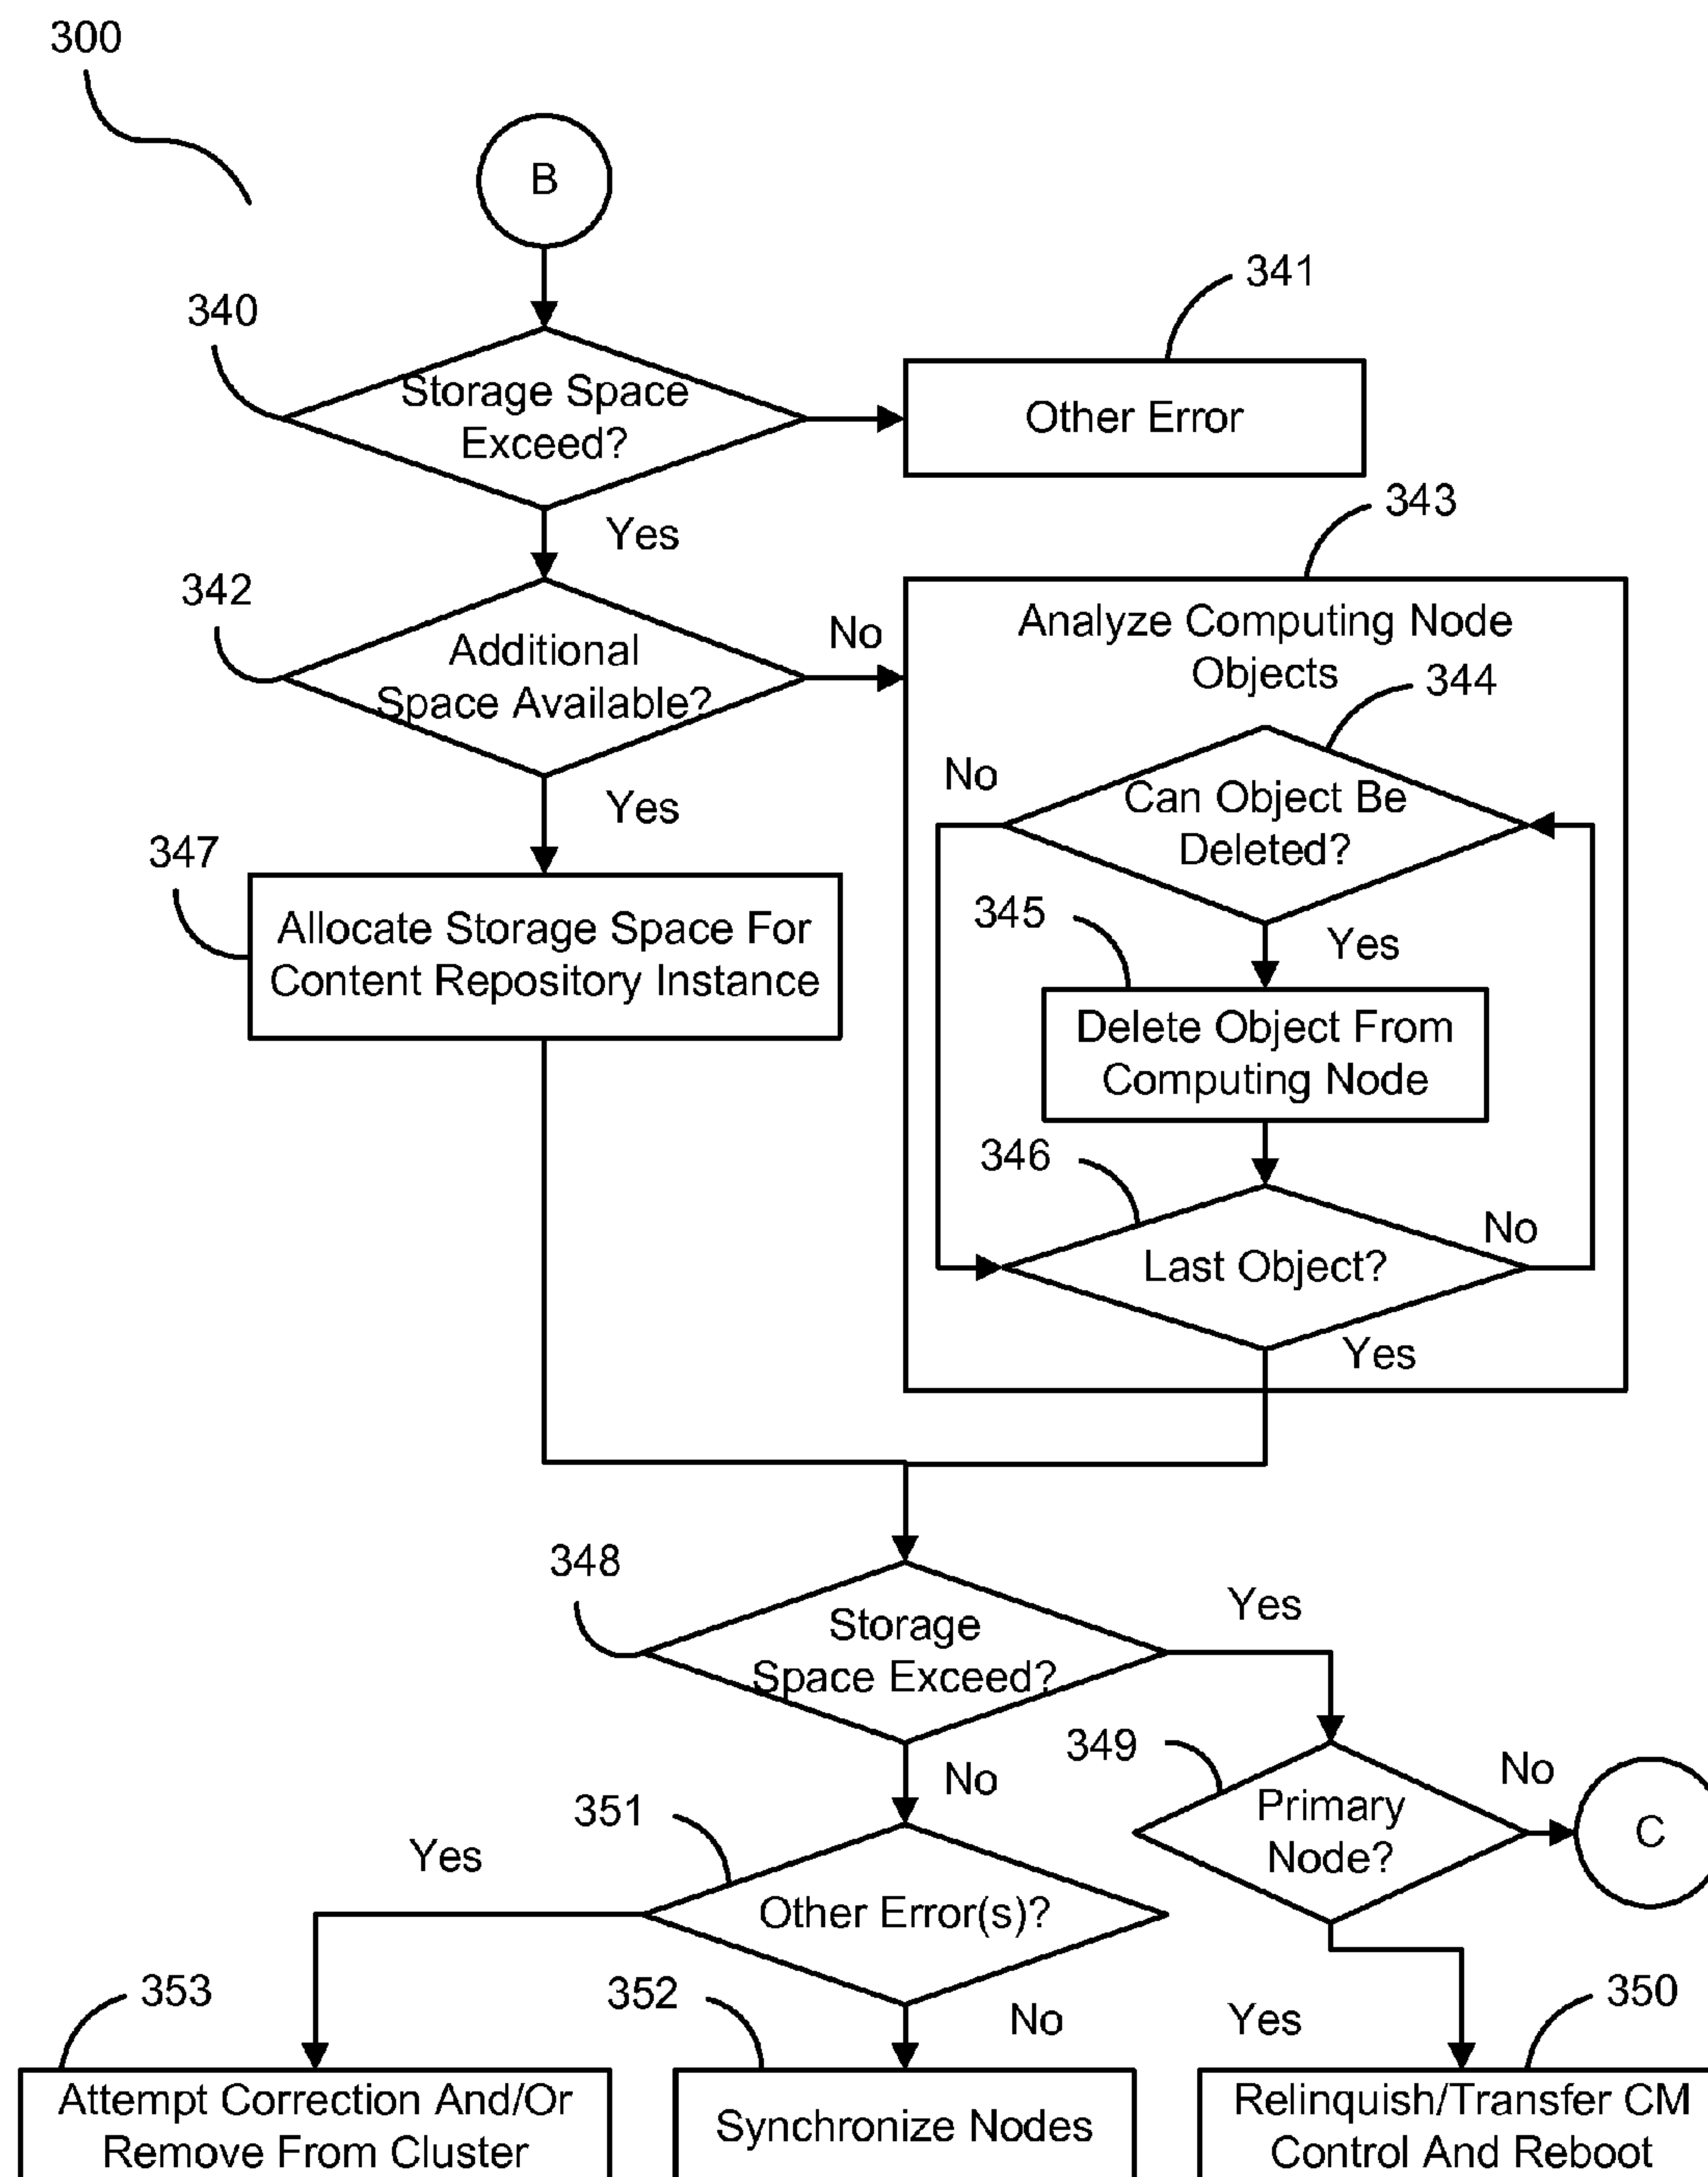 300
B
341
340
Storage Space
Exceed?
Other Error
343
Yes
342
Analyze Computing Node
Objects
No
Additional
Space Available?
344
No
Can Object Be
Deleted?
Yes
347
345
Allocate Storage Space For
Content Repository Instance
Yes
Delete Object From
Computing Node
346
No
Last Object?
Yes
348
Storage
Space Exceed?
Yes
349
No
No
Primary
Node?
C
351
Yes
Other Error(s)?
353
352
No
Yes
350
Attempt Correction And/Or
Remove From Cluster
Synchronize Nodes
Relinquish/Transfer CM
Control And Reboot